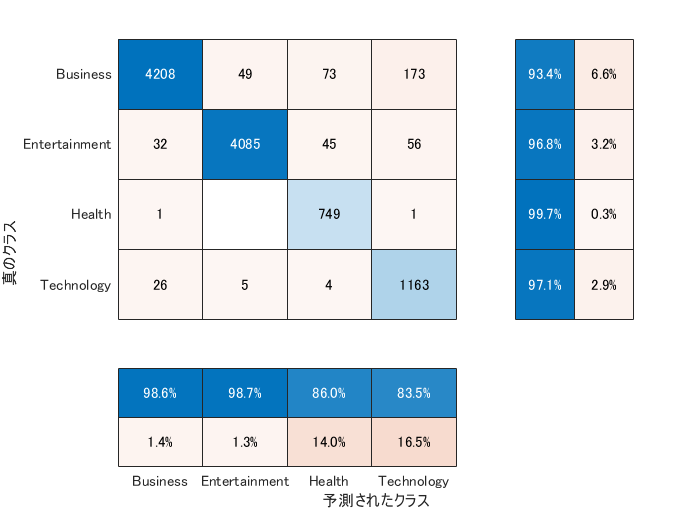 Business 4208 49 73 173 93.4% 6.6%
Entertainment 32 4085 45 56 96.8% 3.2%
Health 1 749 1 99.7% 0.3%
Technology 26 5 4 1163 97.1% 2.9%
真のクラス
98.6% 98.7% 86.0% 83.5%
1.4% 1.3% 14.0% 16.5%
Business Entertainment Health Technology
予測されたクラス